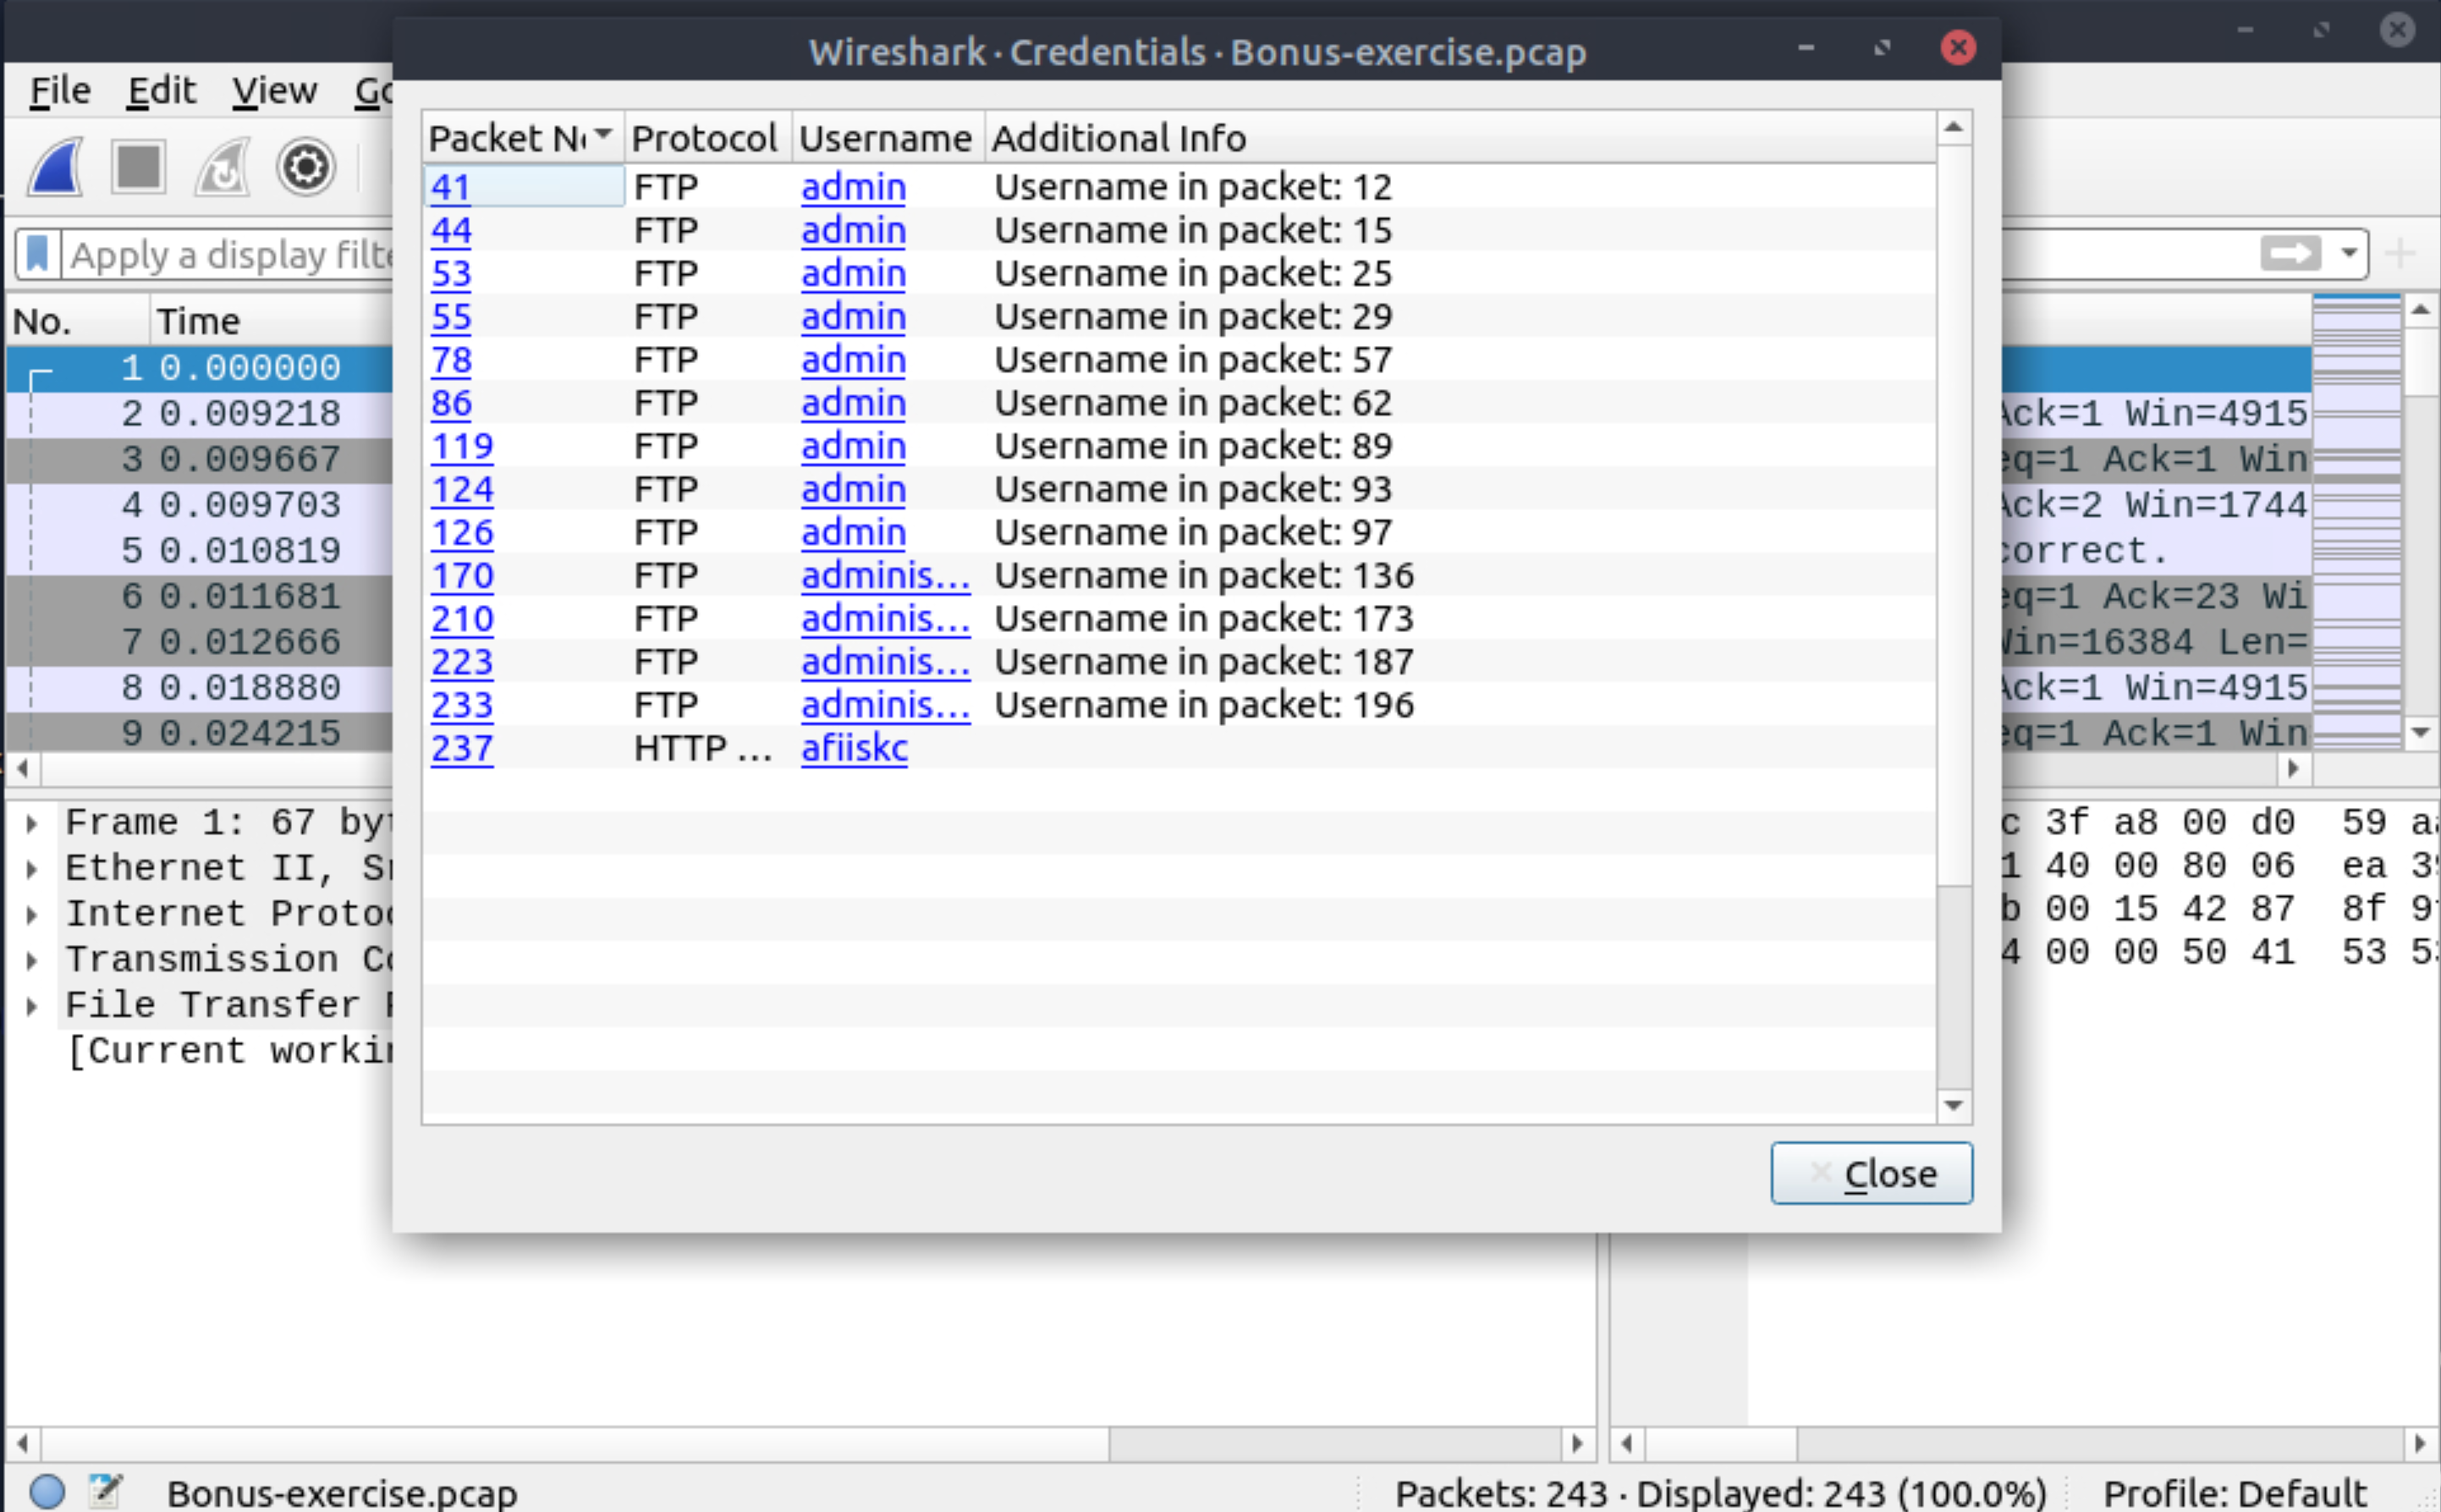 Wireshark · Credentials · Bonus-exercise.pcap
File Edit View Go
Packet No Protocol Username Additional Info
41 FTP admin Username in packet: 12
44 FTP admin Username in packet: 15
53 FTP admin Username in packet: 25
55 FTP admin Username in packet: 29
78 FTP admin Username in packet: 57
86 FTP admin Username in packet: 62
119 FTP admin Username in packet: 89
124 FTP admin Username in packet: 93
126 FTP admin Username in packet: 97
170 FTP adminis... Username in packet: 136
210 FTP adminis... Username in packet: 173
223 FTP adminis... Username in packet: 187
233 FTP adminis... Username in packet: 196
237 HTTP ... afiiskc
Close
Apply a display filte
No. Time
1 0.000000
2 0.009218 Ack=1 Win=4915
3 0.009667 eq=1 Ack=1 Win
4 0.009703 Ack=2 Win=1744
5 0.010819 correct.
6 0.011681 eq=1 Ack=23 Wi
7 0.012666 Win=16384 Len=
8 0.018880 Ack=1 Win=4915
9 0.024215 eq=1 Ack=1 Win
Frame 1: 67 byt
Ethernet II, Sr
Internet Protoc
Transmission Co
File Transfer P
[Current workin
c 3f a8 00 d0 59 a
1 40 00 80 06 ea 3
b 00 15 42 87 8f 9
4 00 00 50 41 53 5
Bonus-exercise.pcap Packets: 243 · Displayed: 243 (100.0%) Profile: Default